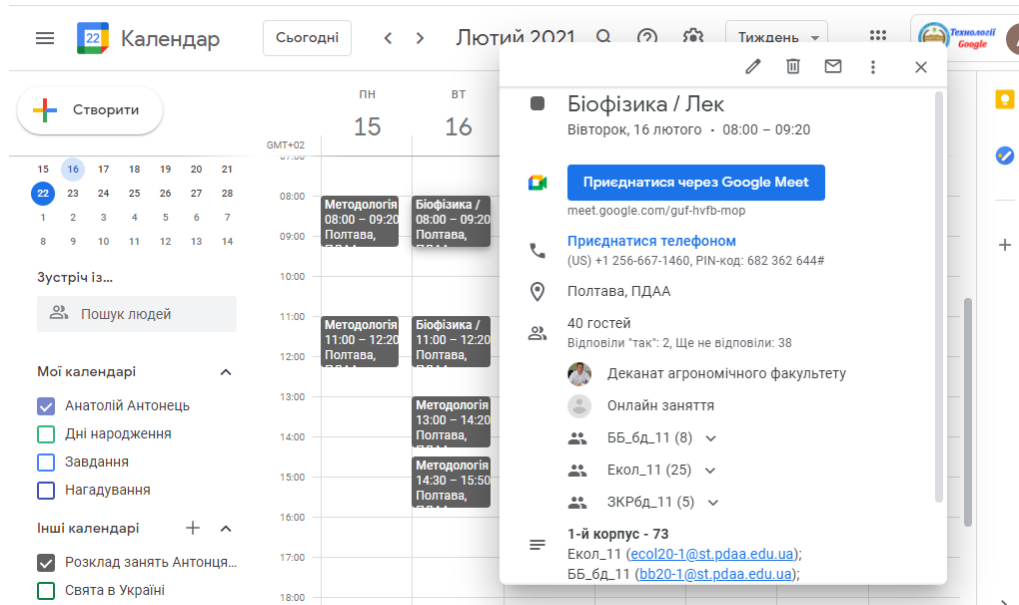 22 Календар
Сьогодні
Лютий 2021
Тиждень
Технології
Google
Створити
15 16 17 18 19 20 21
22 23 24 25 26 27 28
1 2 3 4 5 6 7
8 9 10 11 12 13 14
Зустріч із...
Пошук людей
Мої календарі
Анатолій Антонець
Дні народження
Завдання
Нагадування
Інші календарі
Розклад занять Антонця...
Свята в Україні
ПН ВТ
15 16
GMT+02
07:00
08:00
09:00
10:00
11:00
12:00
13:00
14:00
15:00
16:00
17:00
18:00
Методологія
08:00 – 09:20
Полтава,
ПДАА
Методологія
11:00 – 12:20
Полтава,
ПДАА
Біофізика /
08:00 – 09:20
Полтава,
ПДАА
Біофізика /
11:00 – 12:20
Полтава,
ПДАА
Методологія
13:00 – 14:20
Полтава,
ПДАА
Методологія
14:30 – 15:50
Полтава,
ПДАА
Біофізика / Лек
Вівторок, 16 лютого · 08:00 – 09:20
Приєднатися через Google Meet
meet.google.com/guf-hvfb-mop
Приєднатися телефоном
(US) +1 256-667-1460, PIN-код: 682 362 644#
Полтава, ПДАА
40 гостей
Відповіли "так": 2, Ще не відповіли: 38
Деканат агрономічного факультету
Онлайн заняття
ББ_бд_11 (8)
Екол_11 (25)
ЗКРбд_11 (5)
1-й корпус - 73
Екол_11 (ecol20-1@st.pdaa.edu.ua);
ББ_бд_11 (bb20-1@st.pdaa.edu.ua);